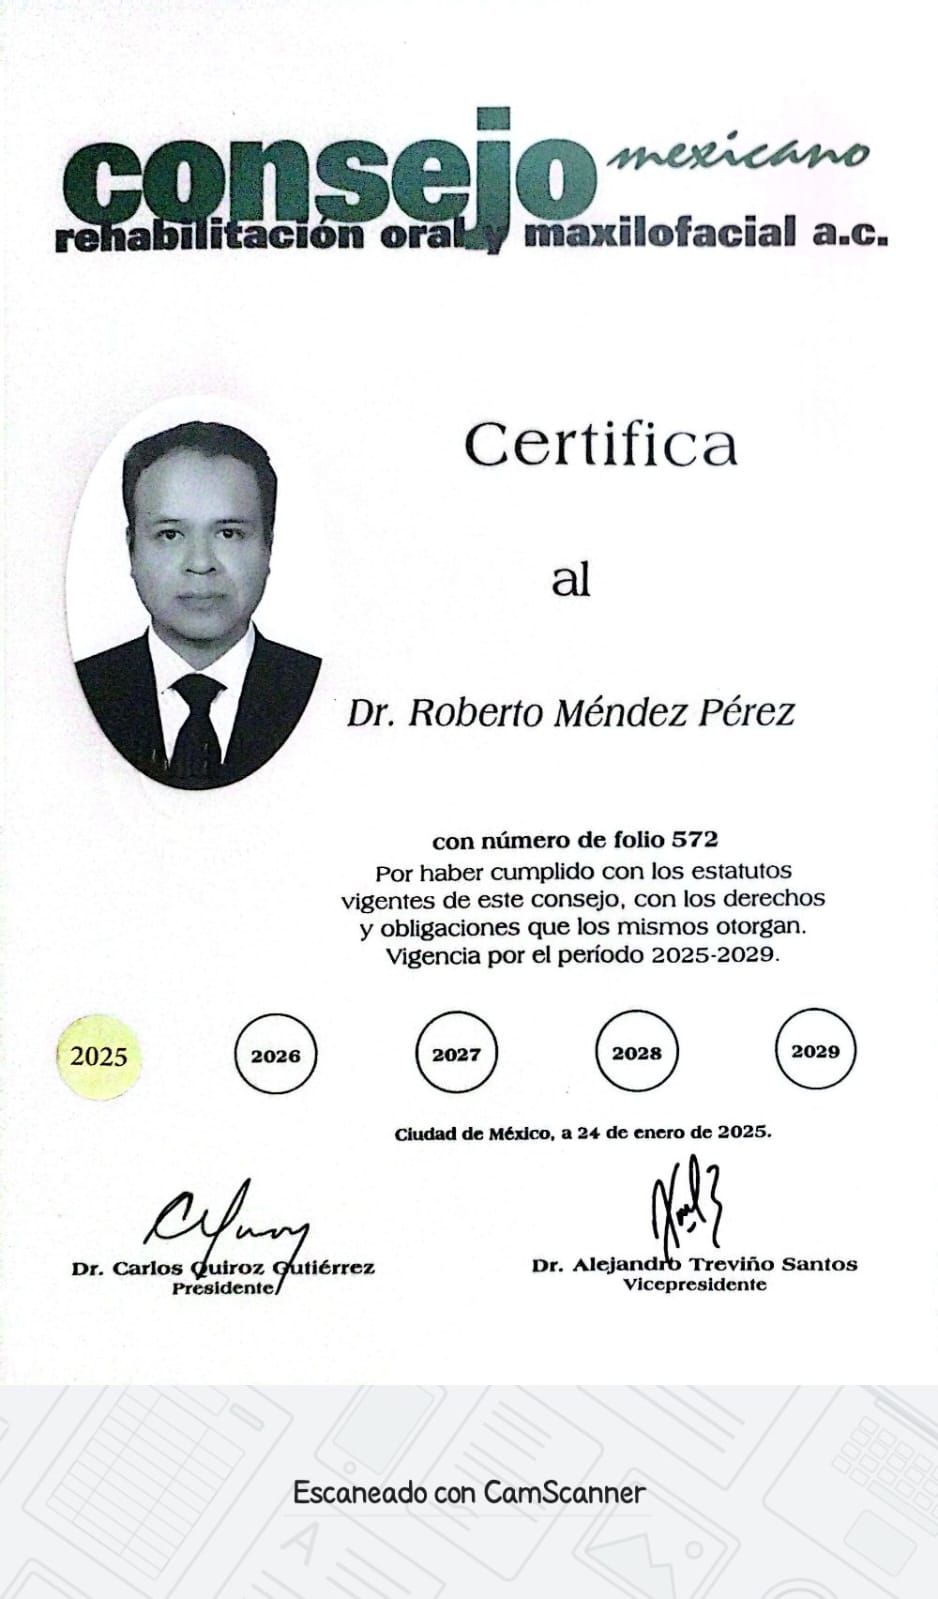 consejo mexicano
rehabilitación oral y maxilofacial a.c.
Certifica
al
Dr. Roberto Méndez Pérez
con número de folio 572
Por haber cumplido con los estatutos
vigentes de este consejo, con los derechos
y obligaciones que los mismos otorgan.
Vigencia por el período 2025-2029.
2025 2026 2027 2028 2029
Ciudad de México, a 24 de enero de 2025.
Dr. Carlos Quiroz Gutiérrez
Presidente
Dr. Alejandro Treviño Santos
Vicepresidente
Escaneado con CamScanner